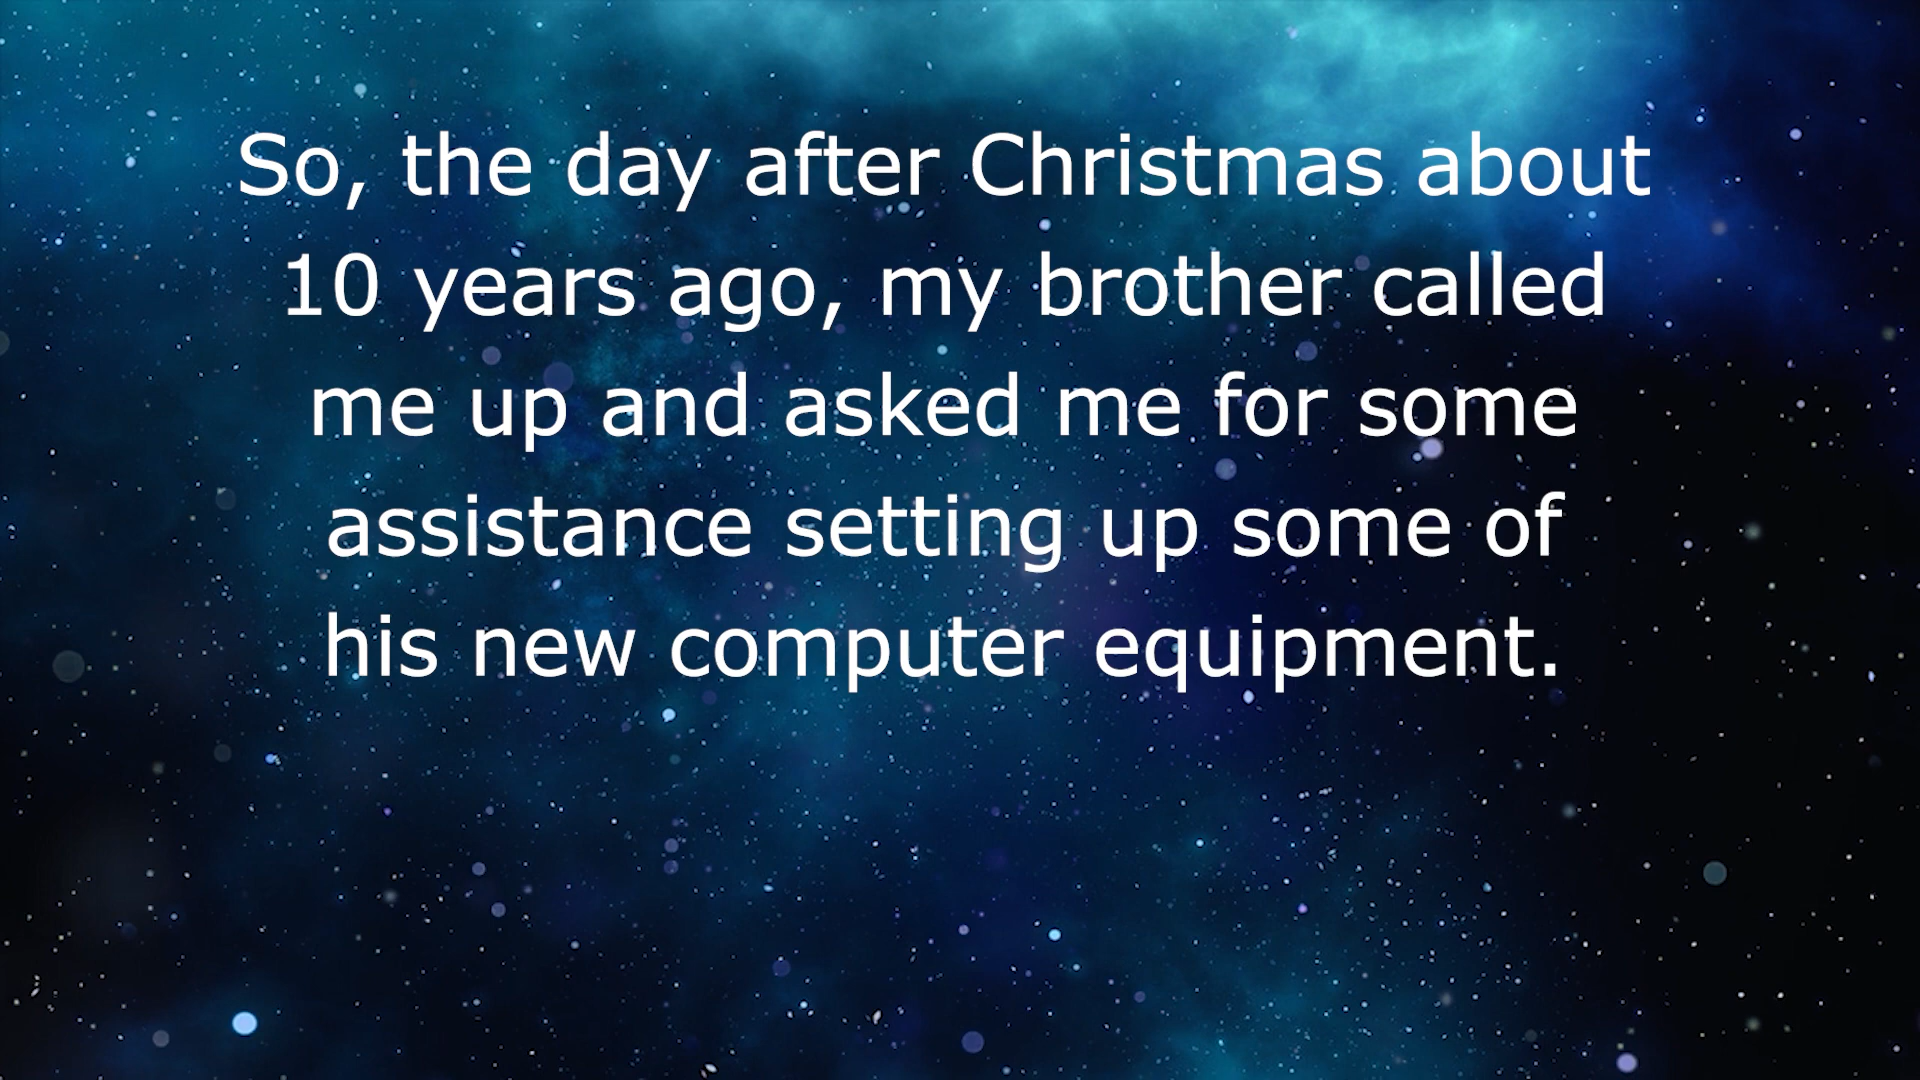 So, the day after Christmas about
10 years ago, my brother called
me up and asked me for some
assistance setting up some of
his new computer equipment.